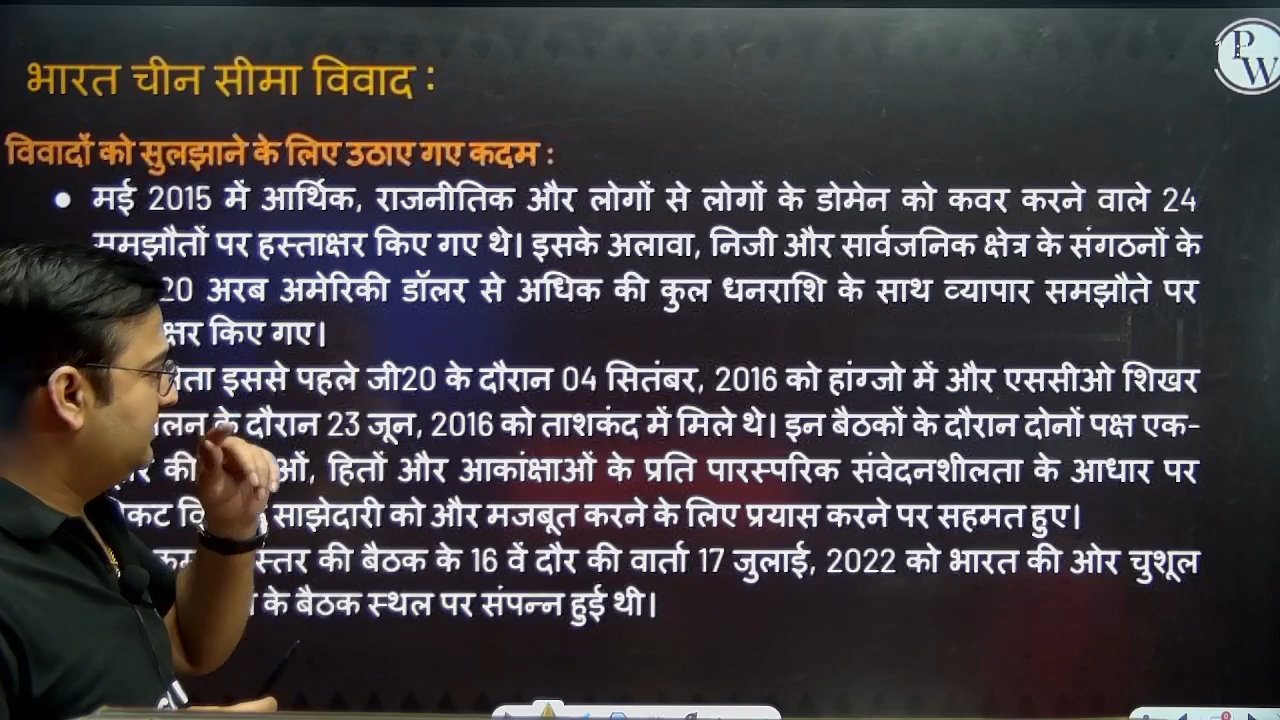 PW
भारत चीन सीमा विवाद :
विवादों को सुलझाने के लिए उठाए गए कदम :
• मई 2015 में आर्थिक, राजनीतिक और लोगों से लोगों के डोमेन को कवर करने वाले 24
समझौतों पर हस्ताक्षर किए गए थे। इसके अलावा, निजी और सार्वजनिक क्षेत्र के संगठनों के
20 अरब अमेरिकी डॉलर से अधिक की कुल धनराशि के साथ व्यापार समझौते पर
किए गए।
इससे पहले जी20 के दौरान 04 सितंबर, 2016 को हांग्जो में और एससीओ शिखर
के दौरान 23 जून, 2016 को ताशकंद में मिले थे। इन बैठकों के दौरान दोनों पक्ष एक-
की हितों और आकांक्षाओं के प्रति पारस्परिक संवेदनशीलता के आधार पर
साझेदारी को और मजबूत करने के लिए प्रयास करने पर सहमत हुए।
स्तर की बैठक के 16 वें दौर की वार्ता 17 जुलाई, 2022 को भारत की ओर चुशूल
के बैठक स्थल पर संपन्न हुई थी।